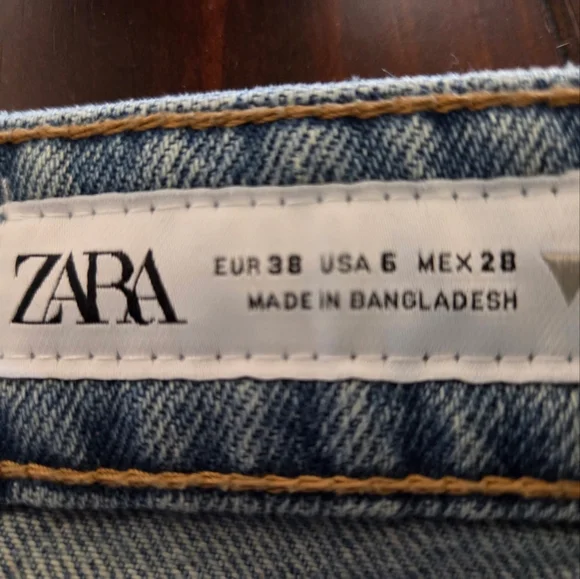 ZARA
EUR 38 USA 6 MEX 28
MADE IN BANGLADESH